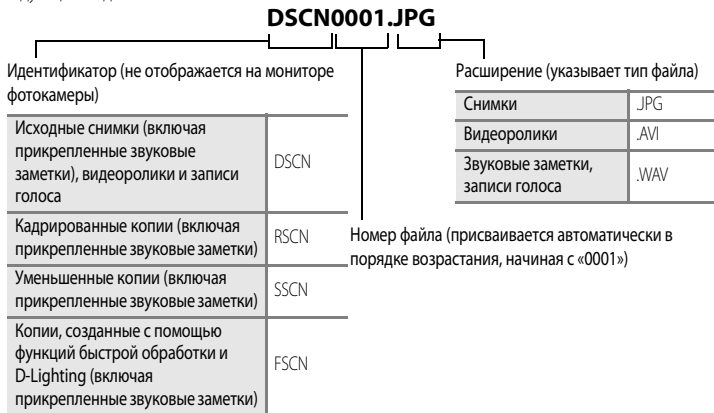 DSCN0001.JPG
Идентификатор (не отображается на мониторе
фотокамеры)
Исходные снимки (включая
прикрепленные звуковые
заметки), видеоролики и записи
голоса
DSCN
Кадрированные копии (включая
прикрепленные звуковые заметки)
RSCN
Уменьшенные копии (включая
прикрепленные звуковые заметки)
SSCN
Копии, созданные с помощью
функций быстрой обработки и
D-Lighting (включая
прикрепленные звуковые заметки)
FSCN
Расширение (указывает тип файла)
Снимки .JPG
Видеоролики .AVI
Звуковые заметки,
записи голоса
.WAV
Номер файла (присваивается автоматически в
порядке возрастания, начиная с «0001»)